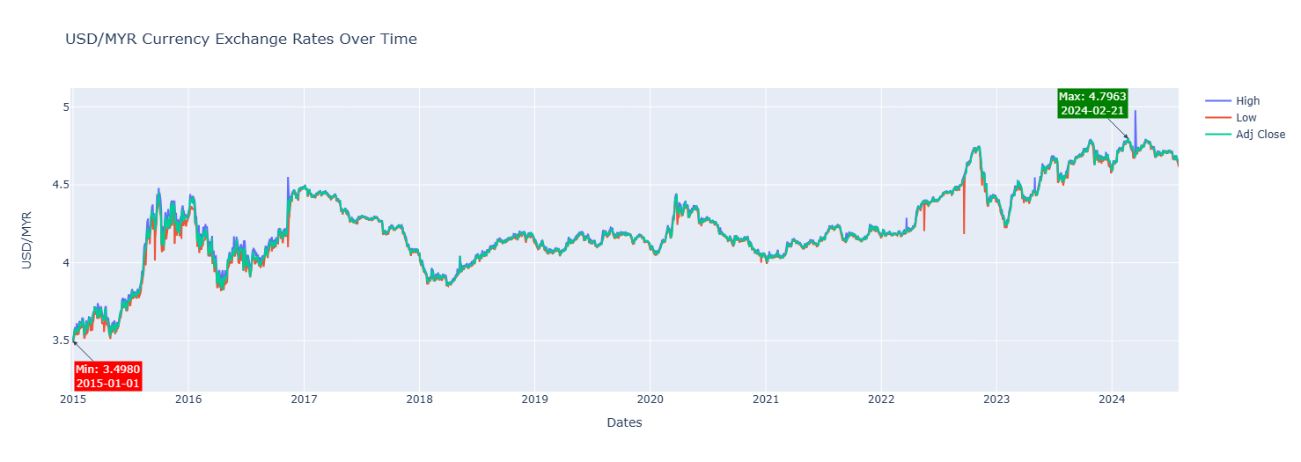 USD/MYR Currency Exchange Rates Over Time
Max: 4.7963
2024-02-21
High
Low
Adj Close
5
4.5
4
3.5
USD/MYR
Min: 3.4980
2015-01-01
2015
2016
2017
2018
2019
2020
2021
2022
2023
2024
Dates